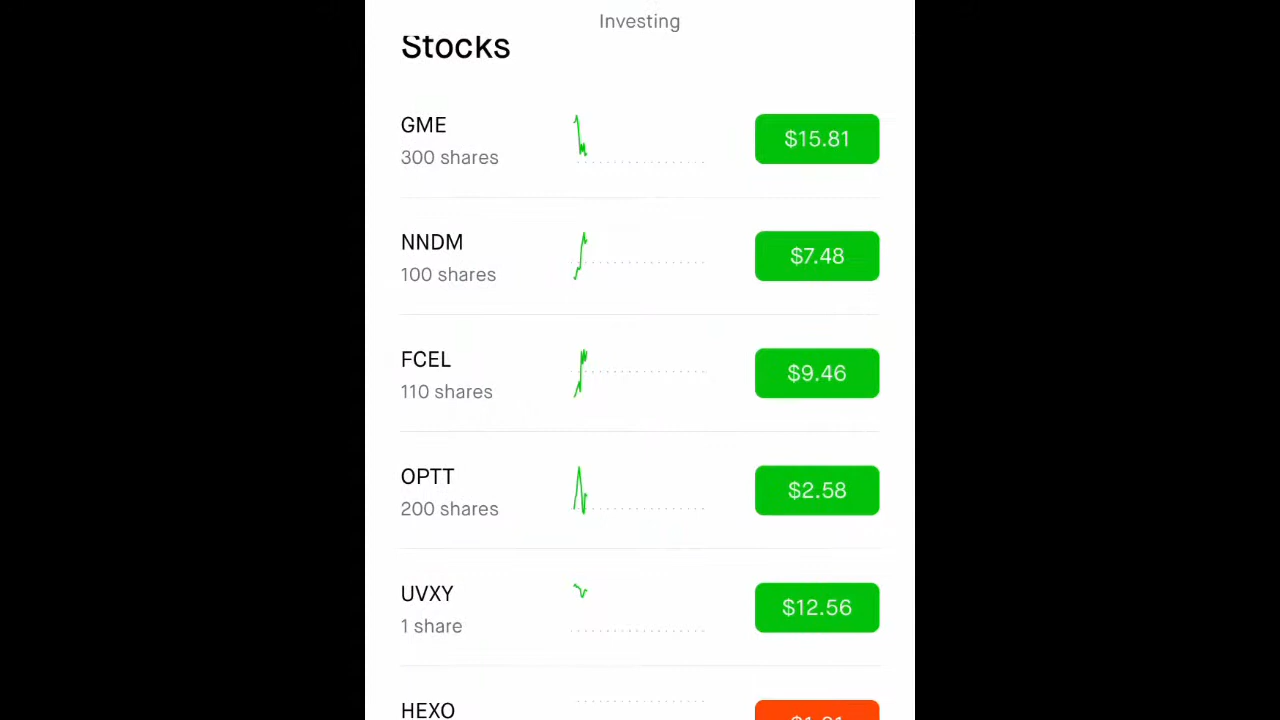 Investing
Stocks
GME
300 shares
$15.81
NNDM
100 shares
$7.48
FCEL
110 shares
$9.46
OPTT
200 shares
$2.58
UVXY
1 share
$12.56
HEXO